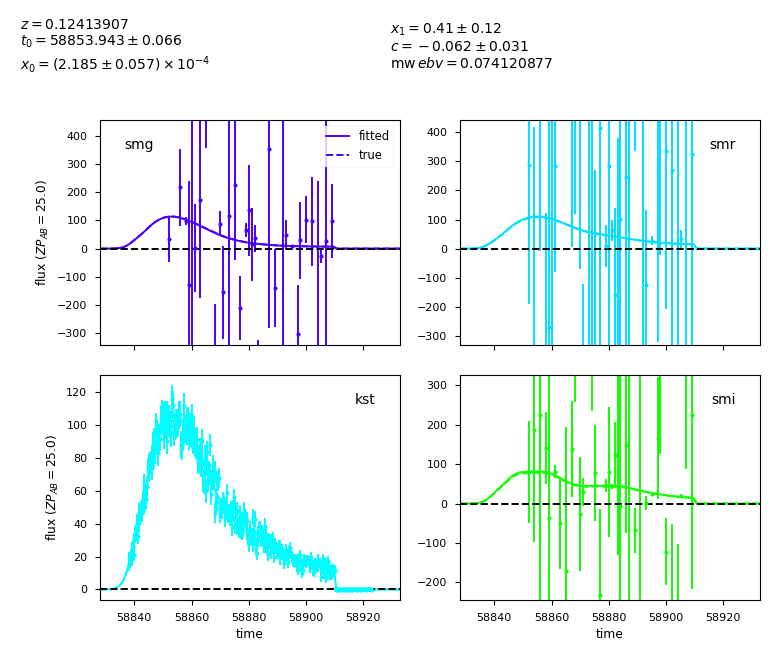 z = 0.12413907
t₀ = 58853.943 ± 0.066
x₀ = (2.185 ± 0.057) × 10⁻⁴
x₁ = 0.41 ± 0.12
c = −0.062 ± 0.031
mw ebv = 0.074120877
smg
fitted
true
400
300
200
100
0
−100
−200
−300
flux (ZP_AB = 25.0)
smr
400
300
200
100
0
−100
−200
−300
kst
120
100
80
60
40
20
0
flux (ZP_AB = 25.0)
58840 58860 58880 58900 58920
time
smi
300
200
100
0
−100
−200
58840 58860 58880 58900 58920
time